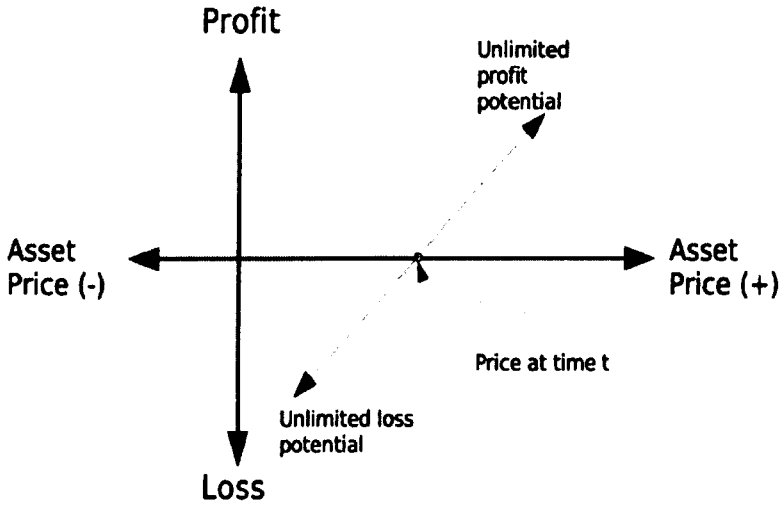 Profit
Unlimited
profit
potential
Asset
Price (-)
Asset
Price (+)
Price at time t
Unlimited loss
potential
Loss